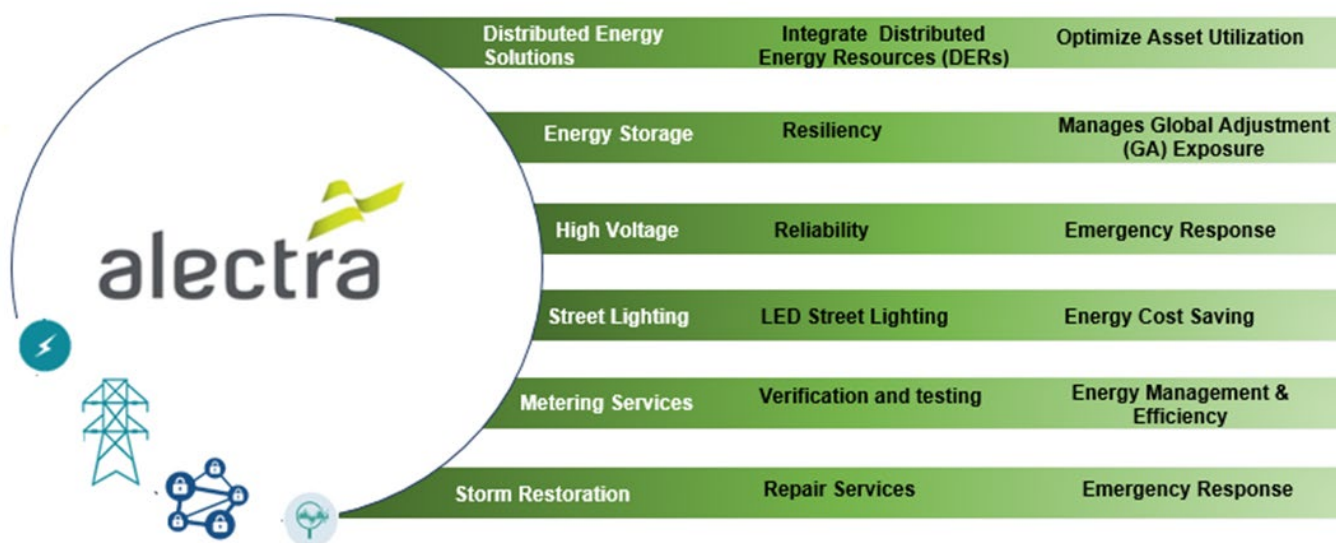 alectra
Distributed Energy
Solutions
Integrate Distributed
Energy Resources (DERs)
Optimize Asset Utilization
Energy Storage
Resiliency
Manages Global Adjustment
(GA) Exposure
High Voltage
Reliability
Emergency Response
Street Lighting
LED Street Lighting
Energy Cost Saving
Metering Services
Verification and testing
Energy Management &
Efficiency
Storm Restoration
Repair Services
Emergency Response